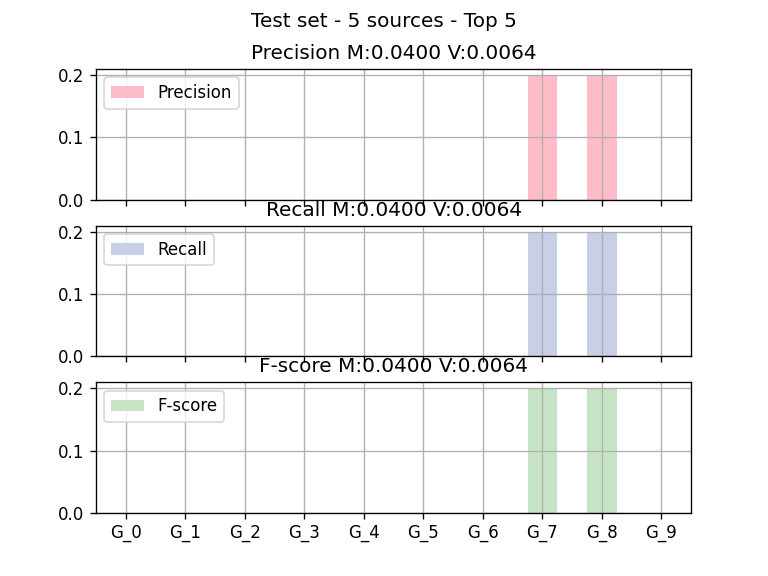 Test set - 5 sources - Top 5
Precision M:0.0400 V:0.0064
0.2
Precision
0.1
0.0
Recall M:0.0400 V:0.0064
0.2
Recall
0.1
0.0
F-score M:0.0400 V:0.0064
0.2
F-score
0.1
0.0
G_0 G_1 G_2 G_3 G_4 G_5 G_6 G_7 G_8 G_9